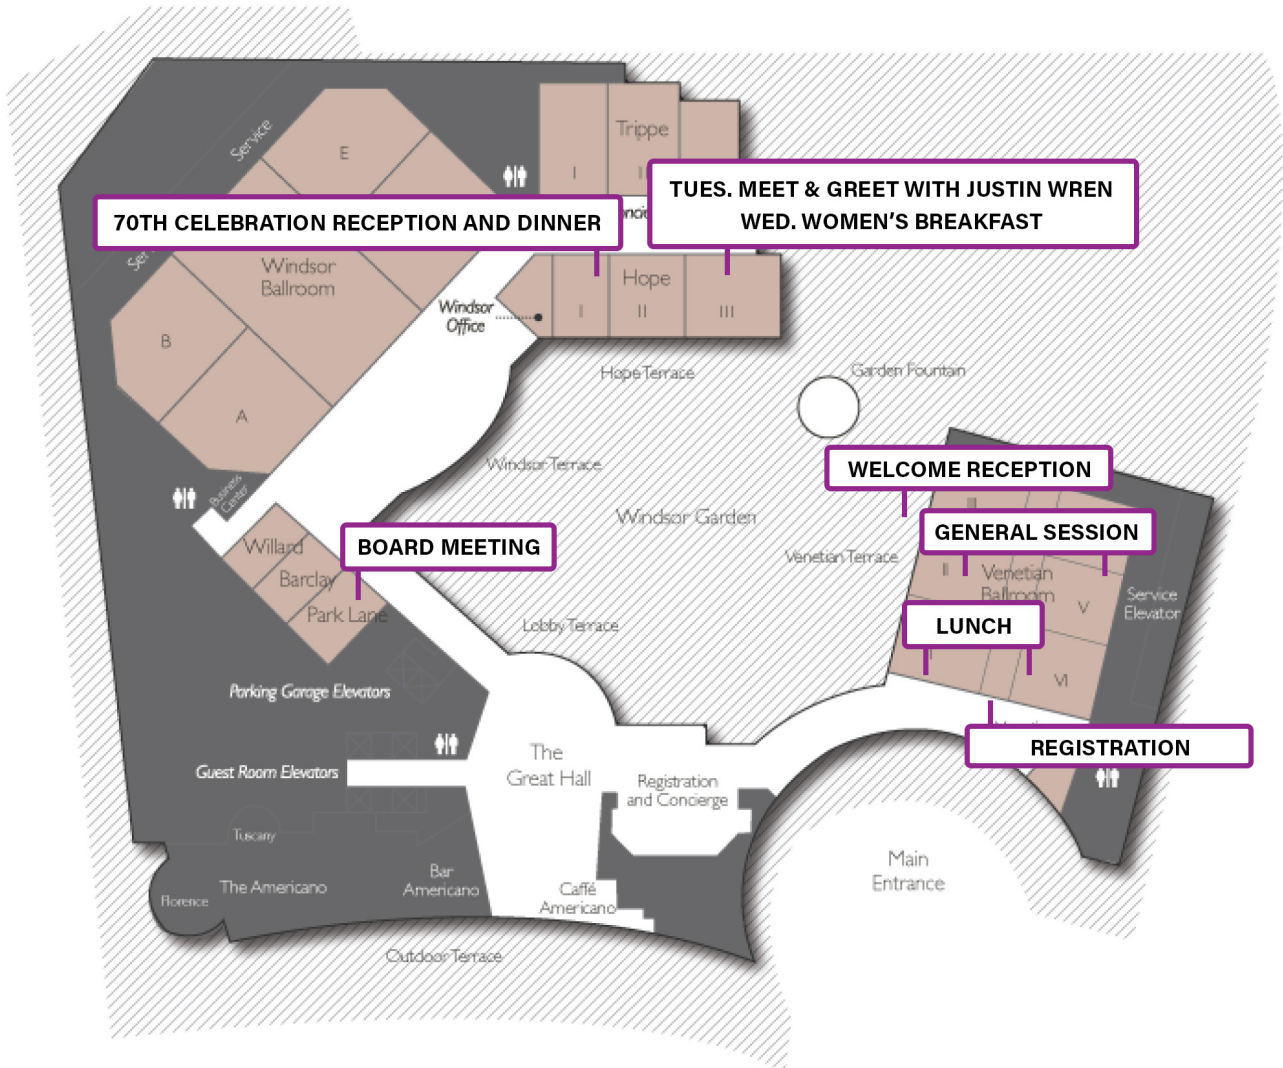 Service
E
Trippe
I
TUES. MEET & GREET WITH JUSTIN WREN
WED. WOMEN'S BREAKFAST
70TH CELEBRATION RECEPTION AND DINNER
Windsor
Ballroom
Hope
I
II
III
Windsor
Office
B
A
Hope Terrace
Garden Fountain
Windsor Terrace
WELCOME RECEPTION
III
Business
Center
Windsor Garden
GENERAL SESSION
Willard
Barclay
Park Lane
BOARD MEETING
Venetian Terrace
II
Venetian
Ballroom
V
Service
Elevator
Lobby Terrace
LUNCH
VI
Parking Garage Elevators
REGISTRATION
Guest Room Elevators
The
Great Hall
Registration
and Concierge
Tuscany
The Americano
Florence
Bar
Americano
Caffé
Americano
Main
Entrance
Outdoor Terrace